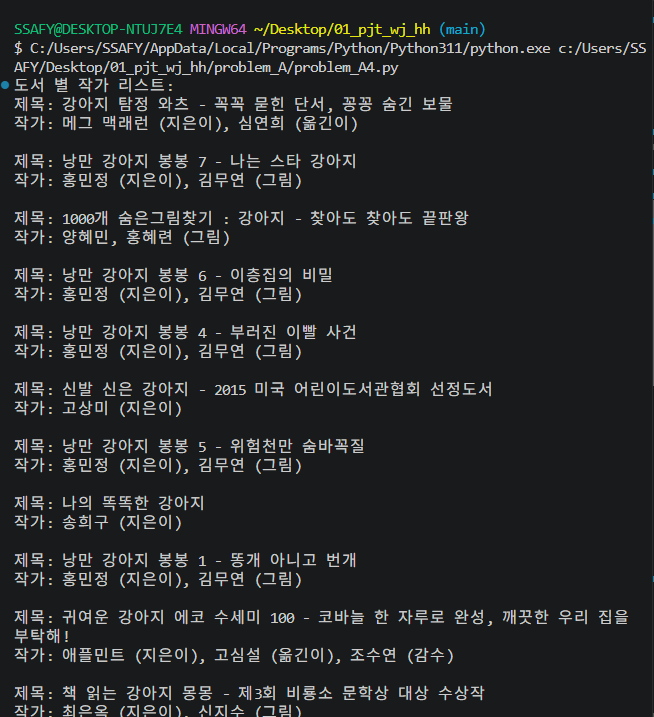 SSAFY@DESKTOP-NTUJ7E4 MINGW64 ~/Desktop/01_pjt_wj_hh (main)
$ C:/Users/SSAFY/AppData/Local/Programs/Python/Python311/python.exe c:/Users/SS
AFY/Desktop/01_pjt_wj_hh/problem_A/problem_A4.py
도서 별 작가 리스트:
제목: 강아지 탐정 와츠 - 꼭꼭 묻힌 단서, 꽁꽁 숨긴 보물
작가: 메그 맥래런 (지은이), 심연희 (옮긴이)
제목: 낭만 강아지 봉봉 7 - 나는 스타 강아지
작가: 홍민정 (지은이), 김무연 (그림)
제목: 1000개 숨은그림찾기 : 강아지 - 찾아도 찾아도 끝판왕
작가: 양혜민, 홍혜련 (그림)
제목: 낭만 강아지 봉봉 6 - 이층집의 비밀
작가: 홍민정 (지은이), 김무연 (그림)
제목: 낭만 강아지 봉봉 4 - 부러진 이빨 사건
작가: 홍민정 (지은이), 김무연 (그림)
제목: 신발 신은 강아지 - 2015 미국 어린이도서관협회 선정도서
작가: 고상미 (지은이)
제목: 낭만 강아지 봉봉 5 - 위험천만 숨바꼭질
작가: 홍민정 (지은이), 김무연 (그림)
제목: 나의 똑똑한 강아지
작가: 송희구 (지은이)
제목: 낭만 강아지 봉봉 1 - 똥개 아니고 번개
작가: 홍민정 (지은이), 김무연 (그림)
제목: 귀여운 강아지 에코 수세미 100 - 코바늘 한 자루로 완성, 깨끗한 우리 집을
부탁해!
작가: 애플민트 (지은이), 고심설 (옮긴이), 조수연 (감수)
제목: 책 읽는 강아지 몽몽 - 제3회 비룡소 문학상 대상 수상작
작가: 최은옥 (지은이), 신지수 (그림)